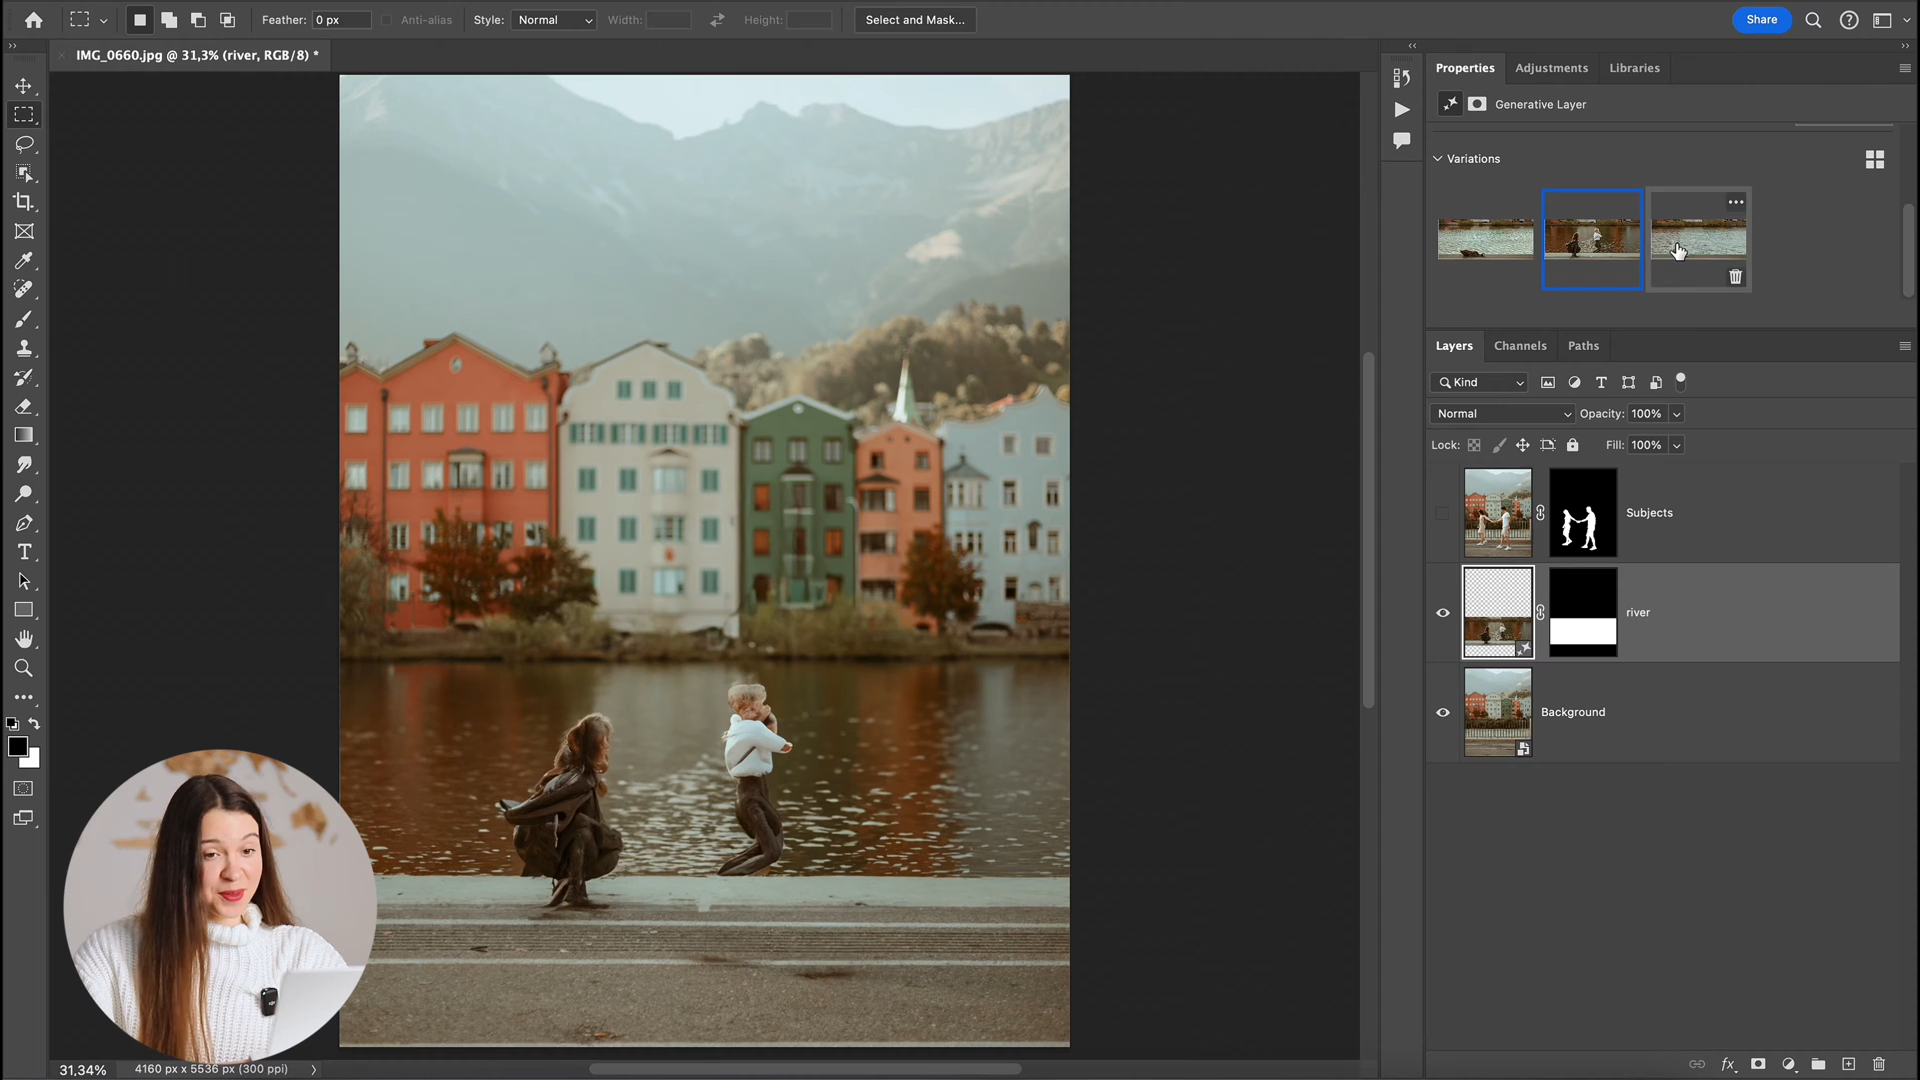 Feather: 0 px Anti-alias Style: Normal Width: Height: Select and Mask... Share
IMG_0660.jpg @ 31,3% (river, RGB/8) *
Properties Adjustments Libraries
Generative Layer
Variations
Layers Channels Paths
Kind
Normal Opacity: 100%
Lock: Fill: 100%
Subjects
river
Background
31,34% 4160 px x 5536 px (300 ppi)
fx